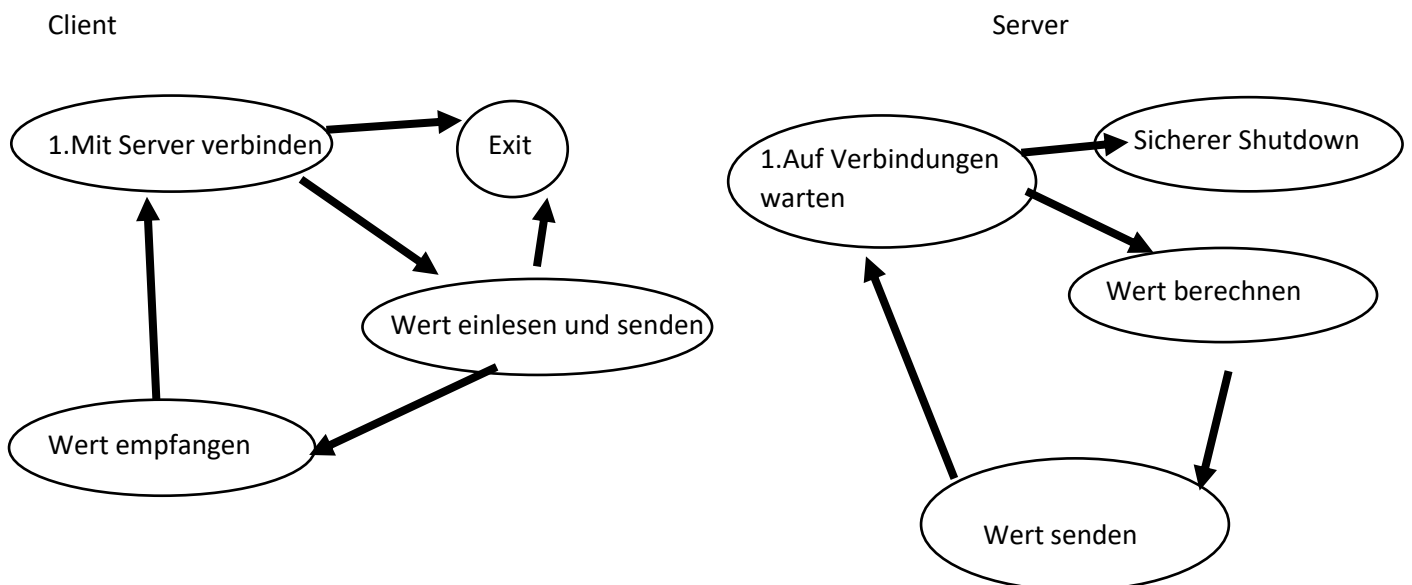 Client
Server
1.Mit Server verbinden
Exit
Wert einlesen und senden
Wert empfangen
1.Auf Verbindungen
warten
Sicherer Shutdown
Wert berechnen
Wert senden